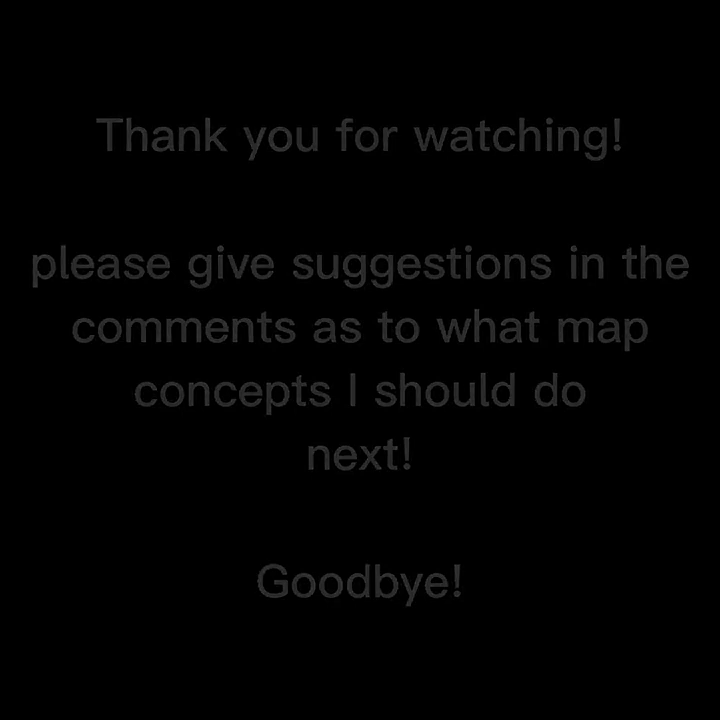 Thank you for watching!
please give suggestions in the
comments as to what map
concepts I should do
next!
Goodbye!